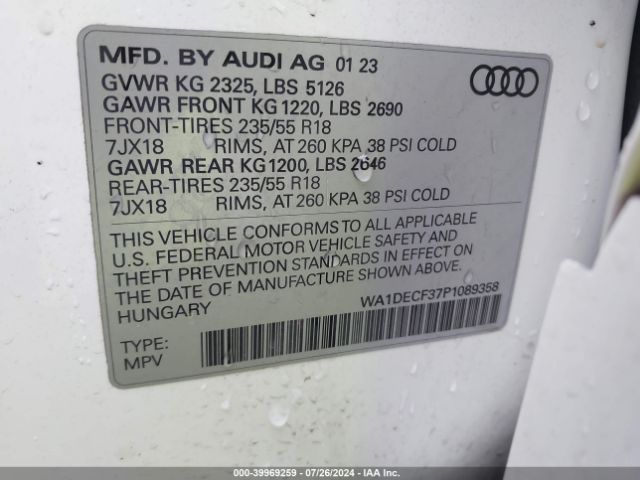 MFD. BY AUDI AG 01 23
GVWR KG 2325, LBS 5126
GAWR FRONT KG 1220, LBS 2690
FRONT-TIRES 235/55 R18
7JX18 RIMS, AT 260 KPA 38 PSI COLD
GAWR REAR KG 1200, LBS 2646
REAR-TIRES 235/55 R18
7JX18 RIMS, AT 260 KPA 38 PSI COLD
THIS VEHICLE CONFORMS TO ALL APPLICABLE
U.S. FEDERAL MOTOR VEHICLE SAFETY AND
THEFT PREVENTION STANDARDS IN EFFECT ON
THE DATE OF MANUFACTURE SHOWN ABOVE.
HUNGARY
WA1DECF37P1089358
TYPE:
MPV
000-39969259 - 07/26/2024 - IAA Inc.